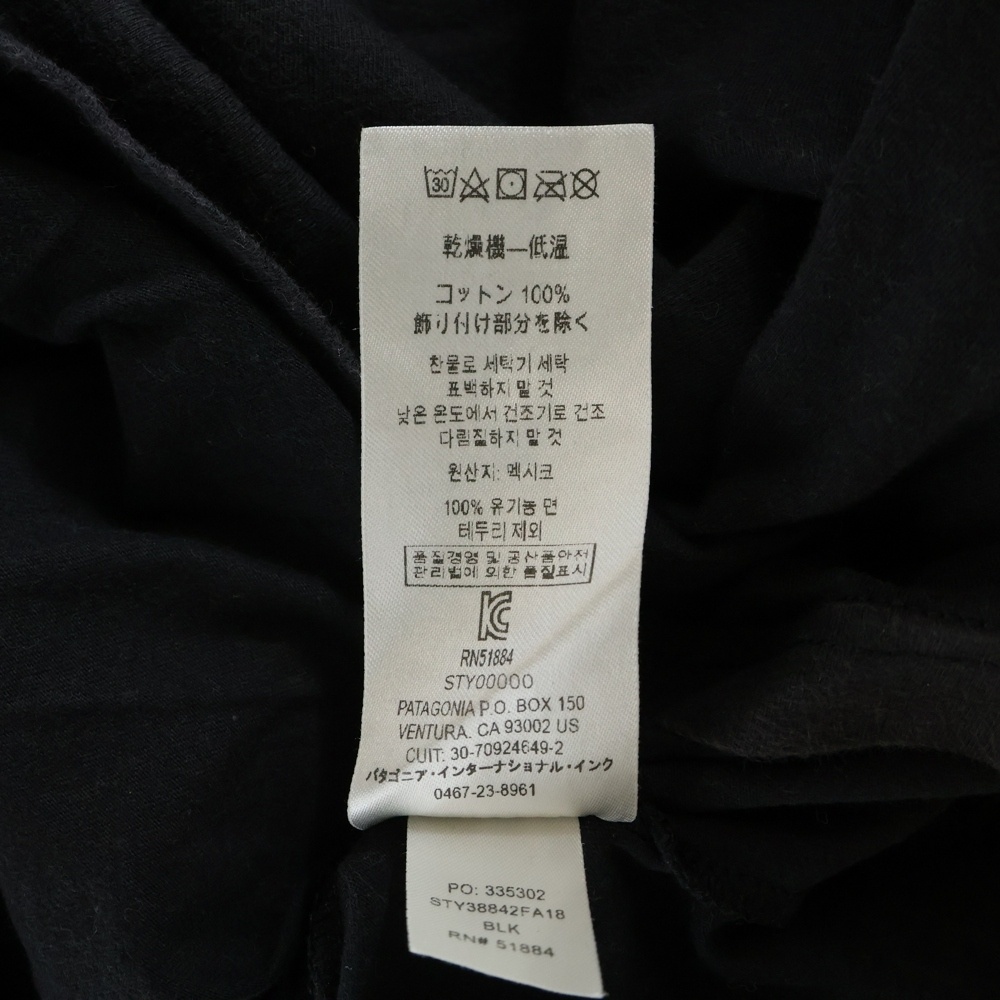 30
乾燥機—低温
コットン 100%
飾り付け部分を除く
찬물로 세탁기 세탁
표백하지 말 것
낮은 온도에서 건조기로 건조
다림질하지 말 것
원산지: 멕시코
100% 유기농 면
테두리 제외
품질경영 및 공산품안전
관리법에 의한 품질표시
KC
RN51884
STY00000
PATAGONIA P.O. BOX 150
VENTURA. CA 93002 US
CUIT: 30-70924649-2
パタゴニア・インターナショナル・インク
0467-23-8961
PO: 335302
STY38842FA18
BLK
RN# 51884